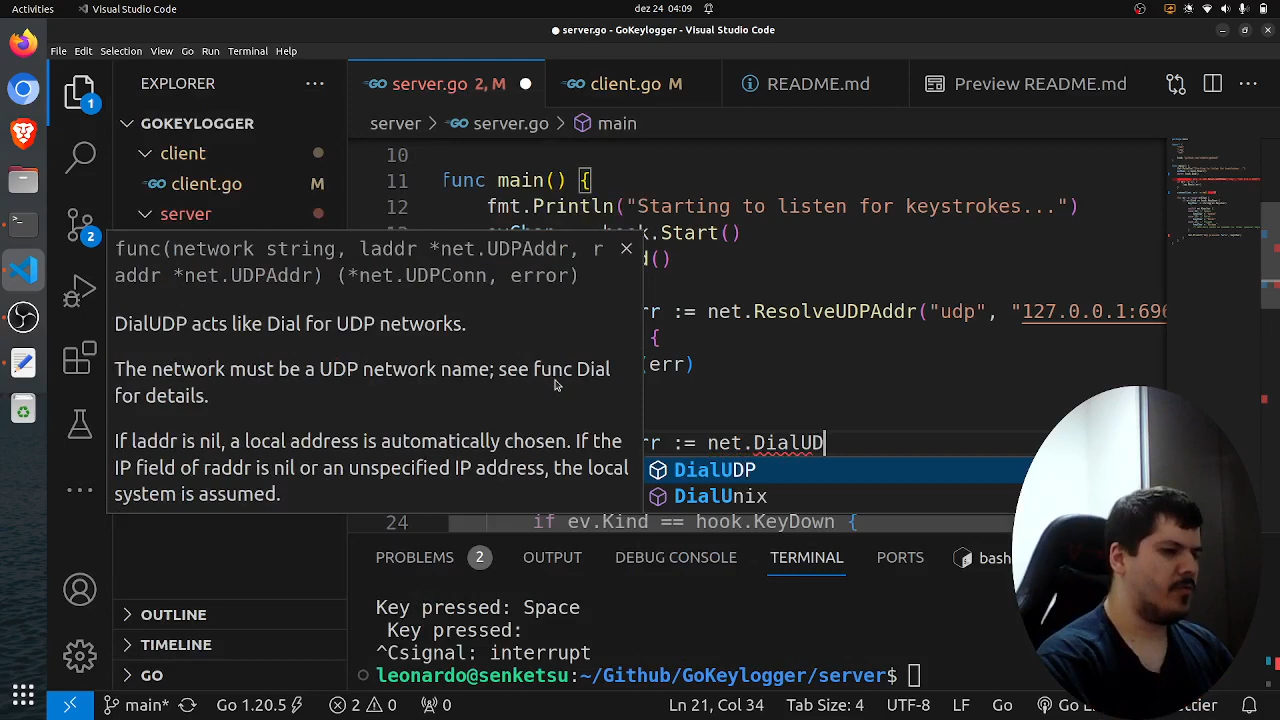 Activities
Visual Studio Code
dez 24 04:09
server.go - GoKeylogger - Visual Studio Code
File Edit Selection View Go Run Terminal Help
EXPLORER
server.go 2, M
client.go M
README.md
Preview README.md
1
GOKEYLOGGER
server > server.go > main
client
client.go M
server
2
10
11 func main() {
12 fmt.Println("Starting to listen for keystrokes...")
.Start()
d()
func(network string, laddr *net.UDPAddr, r
addr *net.UDPAddr) (*net.UDPConn, error)
DialUDP acts like Dial for UDP networks.
The network must be a UDP network name; see func Dial
for details.
If laddr is nil, a local address is automatically chosen. If the
IP field of raddr is nil or an unspecified IP address, the local
system is assumed.
rr := net.ResolveUDPAddr("udp", "127.0.0.1:696
{
(err)
rr := net.DialUD
DialUDP
DialUnix
24 if ev.Kind == hook.KeyDown {
PROBLEMS 2 OUTPUT DEBUG CONSOLE TERMINAL PORTS bash
Key pressed: Space
Key pressed:
^Csignal: interrupt
leonardo@senketsu:~/Github/GoKeylogger/server$
OUTLINE
TIMELINE
GO
main* Go 1.20.5 2 0 0 Ln 21, Col 34 Tab Size: 4 UTF-8 LF Go Go Li